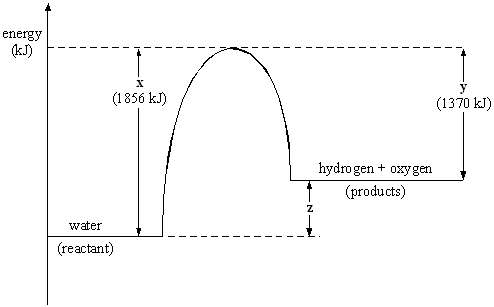 energy
(kJ)
x
(1856 kJ)
y
(1370 kJ)
hydrogen + oxygen
(products)
z
water
(reactant)